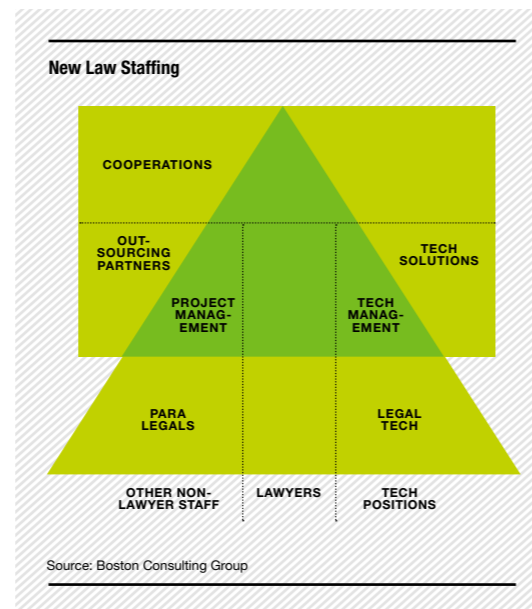 New Law Staffing
COOPERATIONS
OUT-
SOURCING
PARTNERS
TECH
SOLUTIONS
PROJECT
MANAG-
EMENT
TECH
MANAG-
EMENT
PARA
LEGALS
LEGAL
TECH
OTHER NON-
LAWYER STAFF
LAWYERS
TECH
POSITIONS
Source: Boston Consulting Group